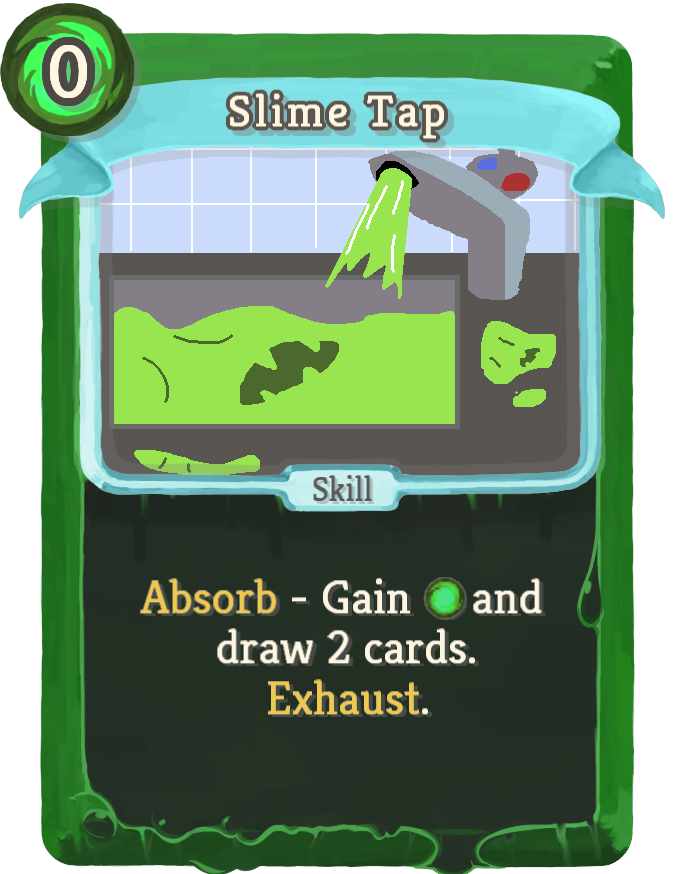 0
Slime Tap
Skill
Absorb - Gain and
draw 2 cards.
Exhaust.